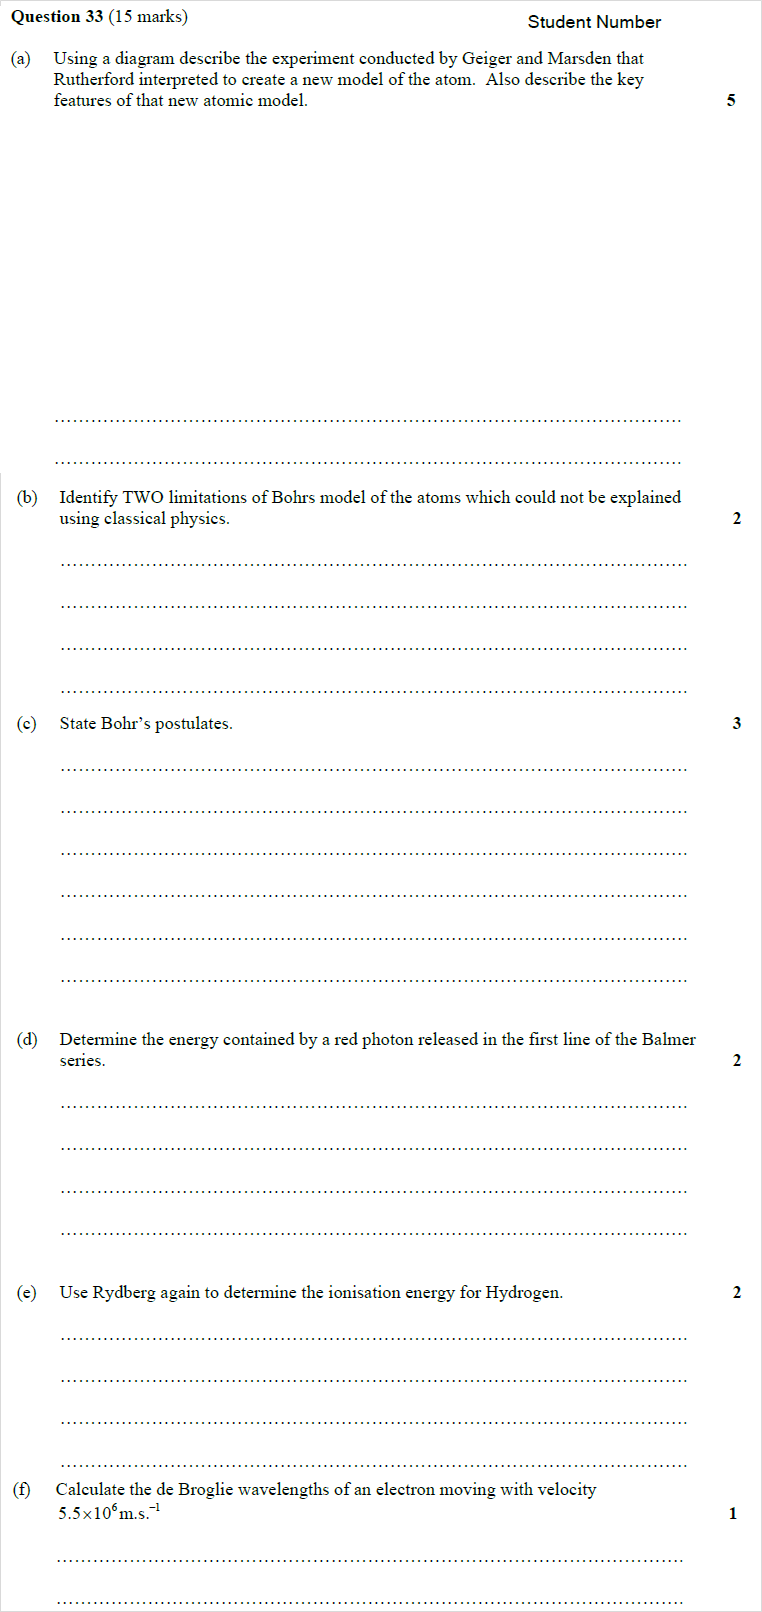 Question 33 (15 marks)
Student Number
(a) Using a diagram describe the experiment conducted by Geiger and Marsden that
Rutherford interpreted to create a new model of the atom. Also describe the key
features of that new atomic model. 5
(b) Identify TWO limitations of Bohrs model of the atoms which could not be explained
using classical physics. 2
(c) State Bohr’s postulates. 3
(d) Determine the energy contained by a red photon released in the first line of the Balmer
series. 2
(e) Use Rydberg again to determine the ionisation energy for Hydrogen. 2
(f) Calculate the de Broglie wavelengths of an electron moving with velocity
5.5×10⁶m.s.⁻¹ 1